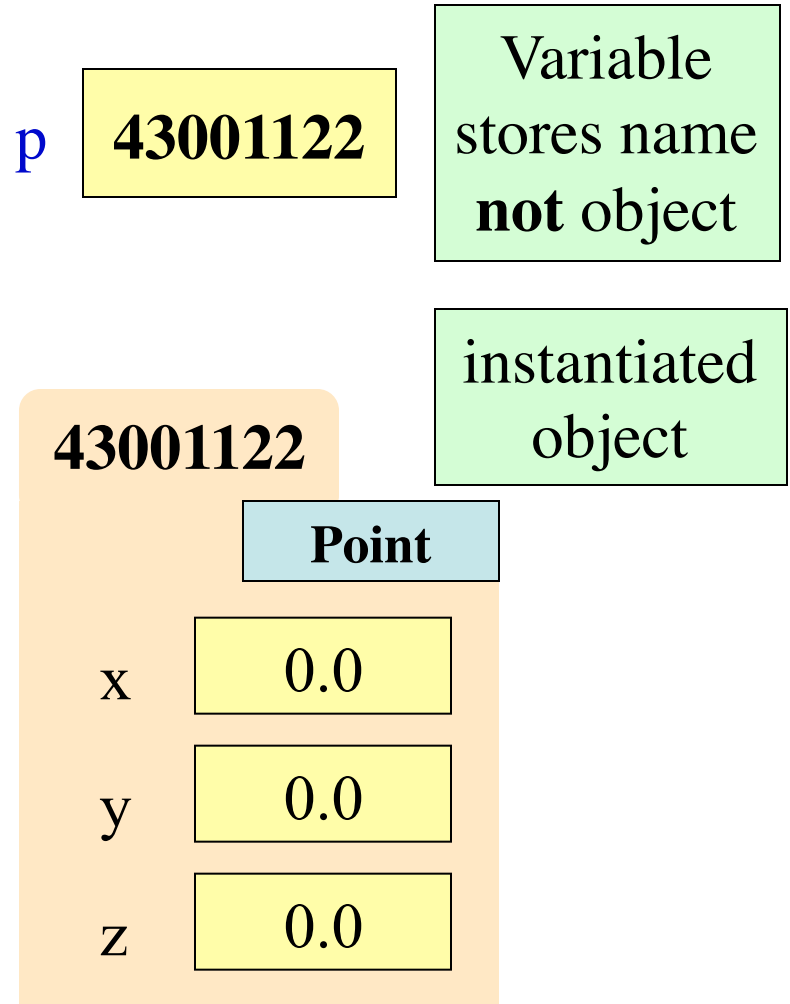 p
43001122
Variable
stores name
not object
instantiated
object
43001122
Point
x
0.0
y
0.0
z
0.0